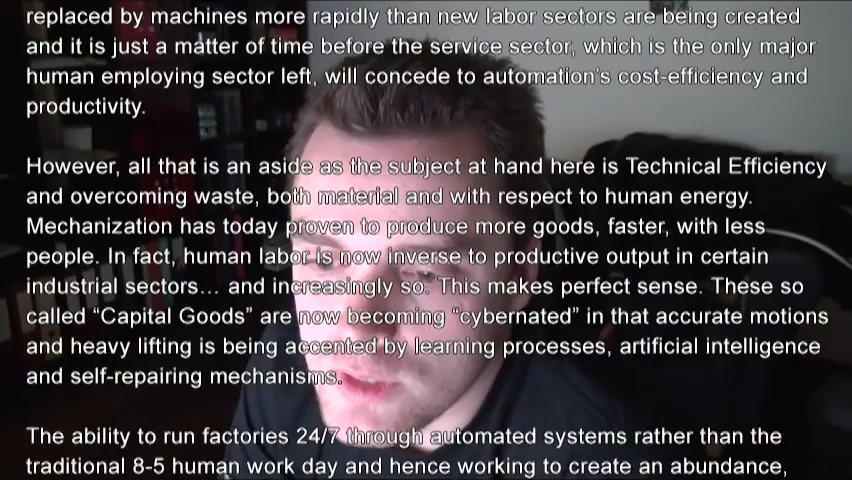 replaced by machines more rapidly than new labor sectors are being created
and it is just a matter of time before the service sector, which is the only major
human employing sector left, will concede to automation's cost-efficiency and
productivity.
However, all that is an aside as the subject at hand here is Technical Efficiency
and overcoming waste, both material and with respect to human energy.
Mechanization has today proven to produce more goods, faster, with less
people. In fact, human labor is now inverse to productive output in certain
industrial sectors… and increasingly so. This makes perfect sense. These so
called “Capital Goods” are now becoming “cybernated” in that accurate motions
and heavy lifting is being accented by learning processes, artificial intelligence
and self-repairing mechanisms.
The ability to run factories 24/7 through automated systems rather than the
traditional 8-5 human work day and hence working to create an abundance,